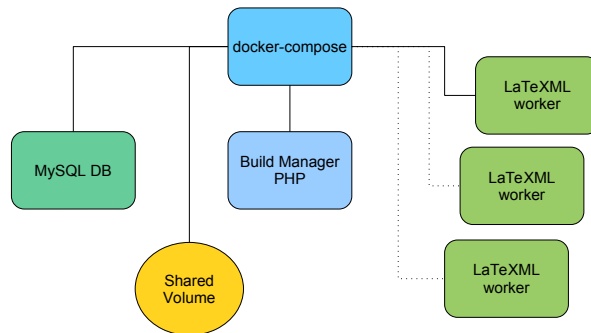 docker-compose
LaTeXML
worker
MySQL DB
Build Manager
PHP
LaTeXML
worker
Shared
Volume
LaTeXML
worker